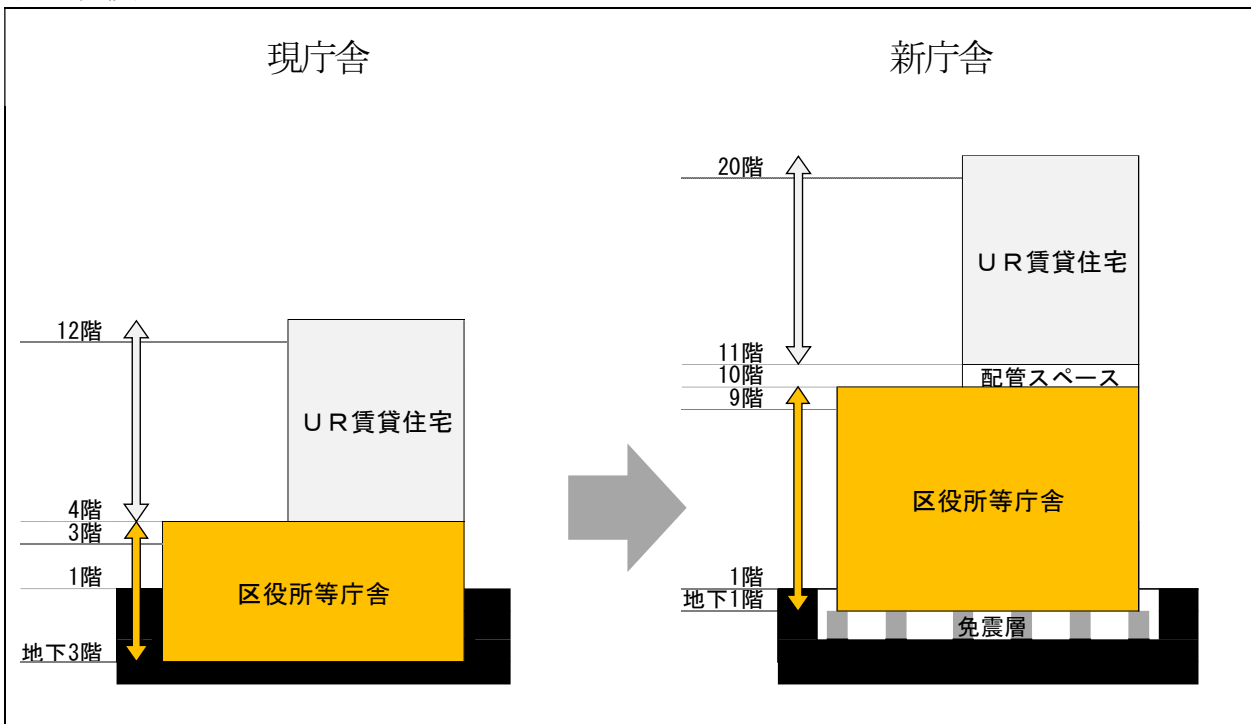 現庁舎
新庁舎
12階
4階
3階
1階
地下3階
UR賃貸住宅
区役所等庁舎
20階
11階
10階
9階
1階
地下1階
UR賃貸住宅
配管スペース
区役所等庁舎
免震層